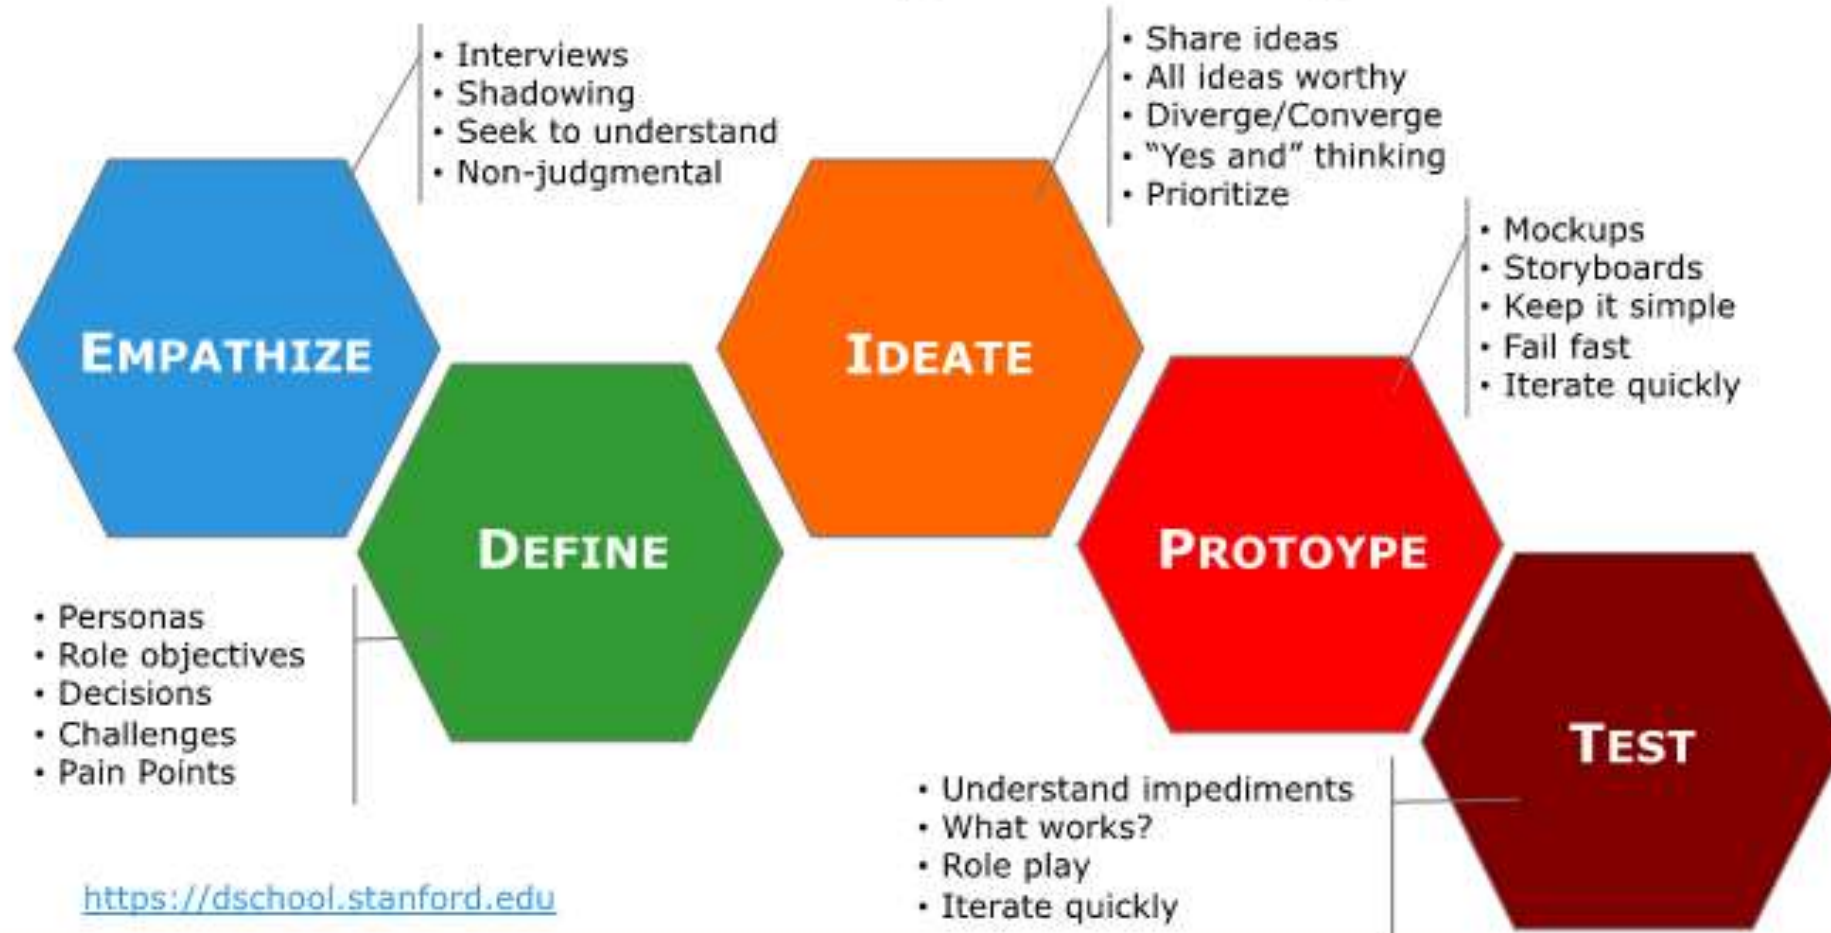 • Interviews
• Shadowing
• Seek to understand
• Non-judgmental
EMPATHIZE
• Personas
• Role objectives
• Decisions
• Challenges
• Pain Points
DEFINE
• Share ideas
• All ideas worthy
• Diverge/Converge
• “Yes and” thinking
• Prioritize
IDEATE
• Mockups
• Storyboards
• Keep it simple
• Fail fast
• Iterate quickly
PROTOYPE
• Understand impediments
• What works?
• Role play
• Iterate quickly
TEST
https://dschool.stanford.edu